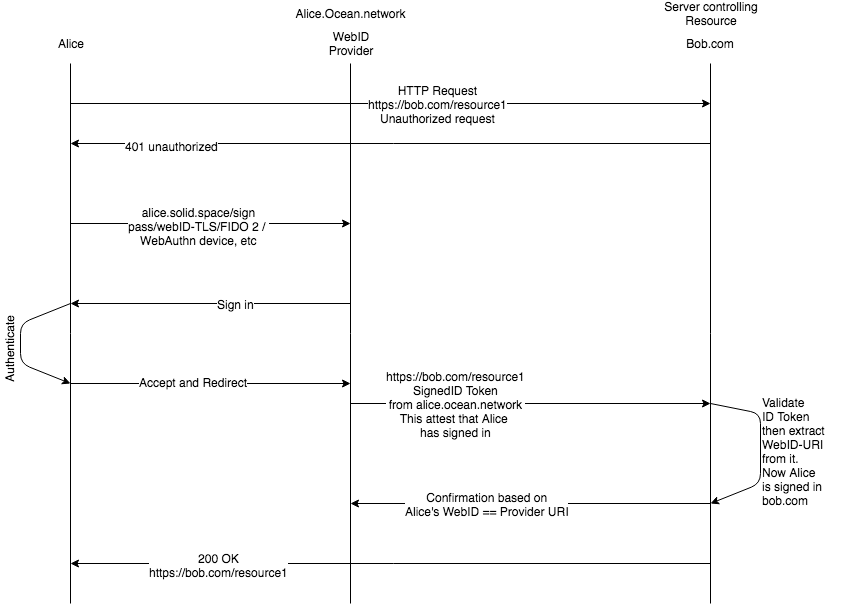 Server controlling
Resource
Alice.Ocean.network
Alice
WebID
Provider
Bob.com
HTTP Request
https://bob.com/resource1
Unauthorized request
401 unauthorized
alice.solid.space/sign
pass/webID-TLS/FIDO 2 /
WebAuthn device, etc
Sign in
Authenticate
Accept and Redirect
https://bob.com/resource1
SignedID Token
from alice.ocean.network
This attest that Alice
has signed in
Validate
ID Token
then extract
WebID-URI
from it.
Now Alice
is signed in
bob.com
Confirmation based on
Alice's WebID == Provider URI
200 OK
https://bob.com/resource1